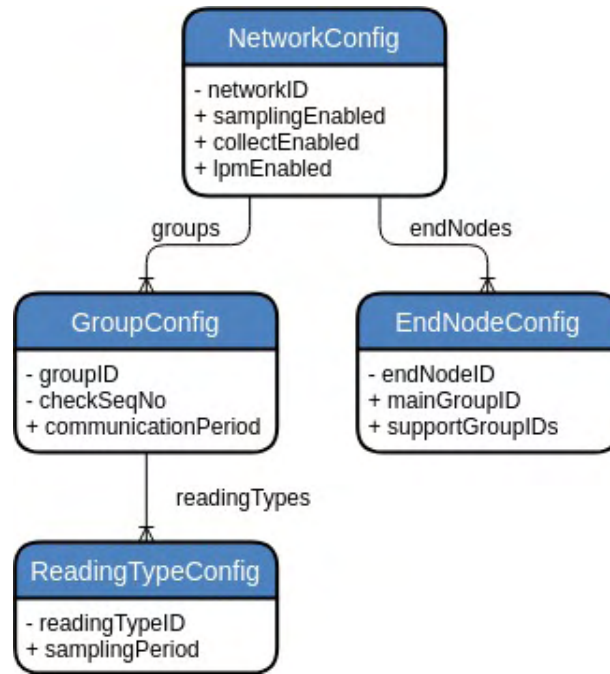 NetworkConfig
- networkID
+ samplingEnabled
+ collectEnabled
+ lpmEnabled
groups
endNodes
GroupConfig
- groupID
- checkSeqNo
+ communicationPeriod
EndNodeConfig
- endNodeID
+ mainGroupID
+ supportGroupIDs
readingTypes
ReadingTypeConfig
- readingTypeID
+ samplingPeriod